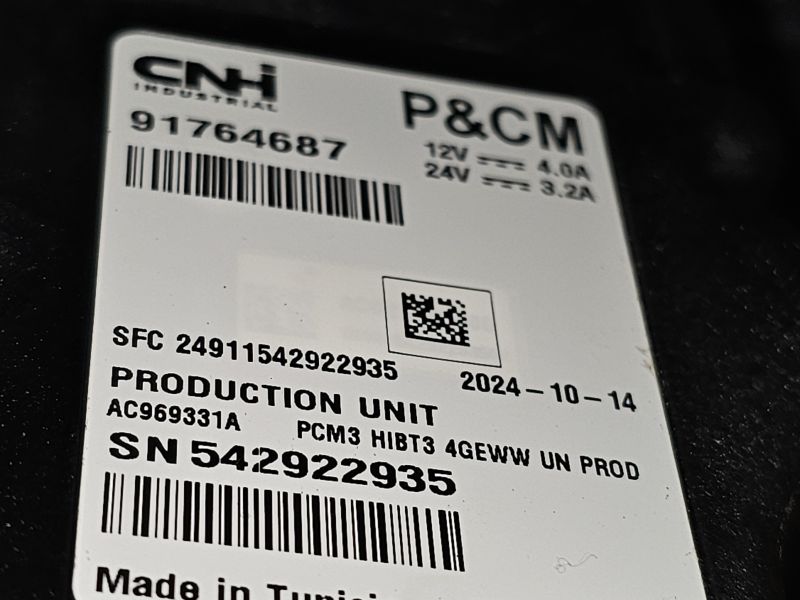 CNH
INDUSTRIAL
91764687
P&CM
12V ⎓ 4.0A
24V ⎓ 3.2A
SFC 24911542922935
2024-10-14
PRODUCTION UNIT
AC969331A PCM3 HIBT3 4GEWW UN PROD
SN 542922935
Made in